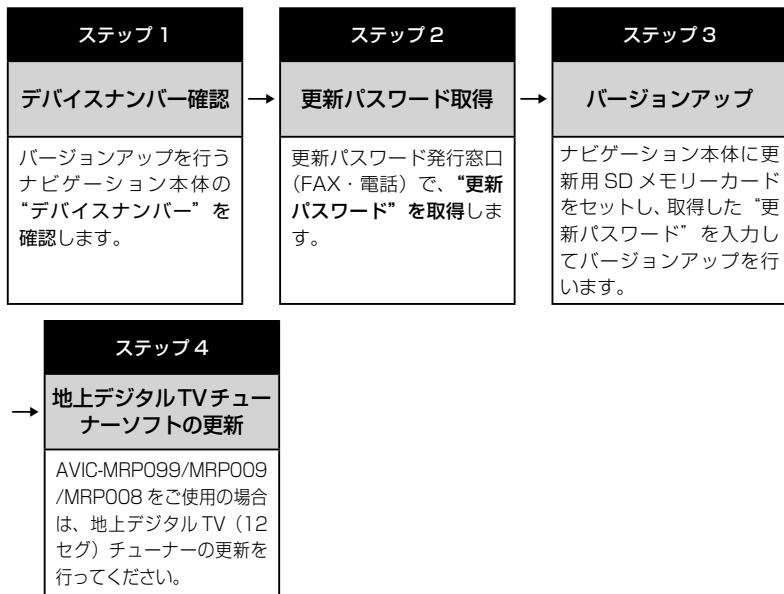 ステップ 1
デバイスナンバー確認
バージョンアップを行う
ナビゲーション本体の
“デバイスナンバー”を
確認します。
→
ステップ 2
更新パスワード取得
更新パスワード発行窓口
（FAX・電話）で、“更新
パスワード”を取得しま
す。
→
ステップ 3
バージョンアップ
ナビゲーション本体に更
新用 SD メモリーカード
をセットし、取得した“更
新パスワード”を入力し
てバージョンアップを行
います。
→
ステップ 4
地上デジタルTVチュー
ナーソフトの更新
AVIC-MRP099/MRP009
/MRP008 をご使用の場合
は、地上デジタル TV（12
セグ）チューナーの更新を
行ってください。